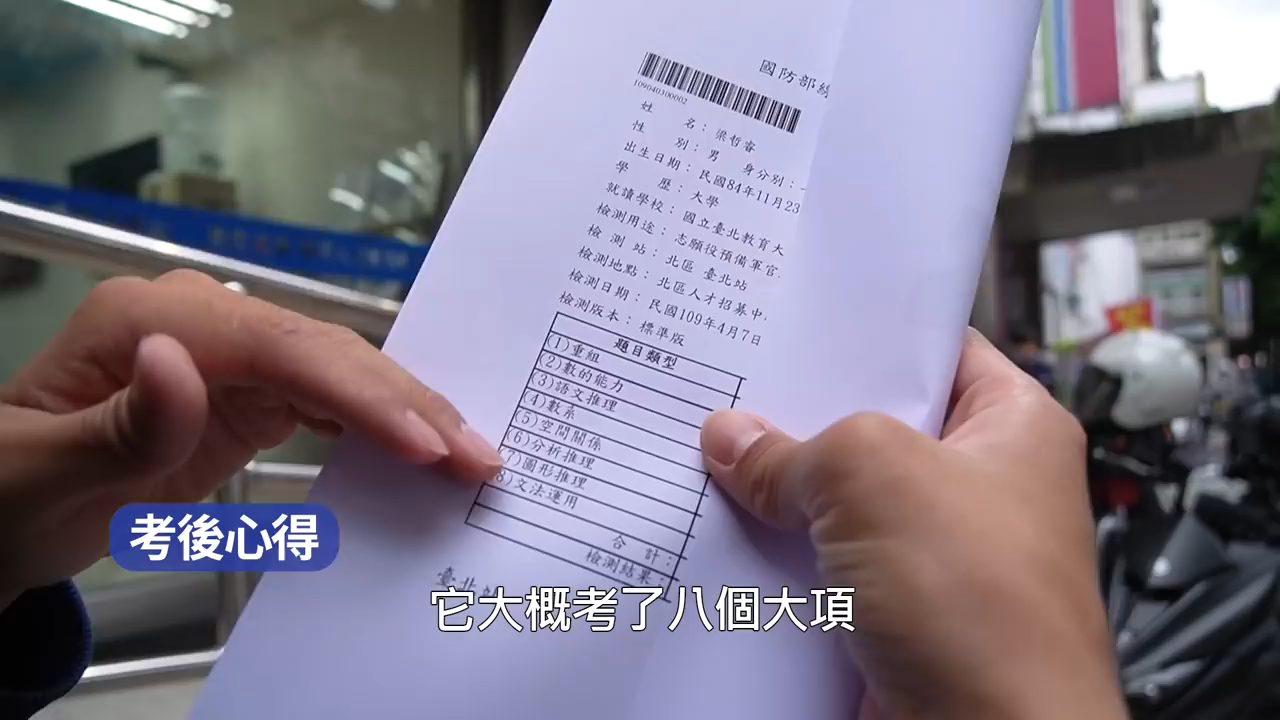 國防部
109040300002
姓名：梁哲睿
性別：男 身分別：
出生日期：民國84年11月23
學歷：大學
就讀學校：國立臺北教育大
檢測用途：志願役預備軍官
檢測站：北區 臺北站
檢測地點：北區人才招募中
檢測日期：民國109年4月7日
檢測版本：標準版
題目類型
(1)重組
(2)數的能力
(3)語文推理
(4)數系
(5)空間關係
(6)分析推理
(7)圖形推理
8)文法運用
合計：
檢測結果：
臺北
考後心得
它大概考了八個大項